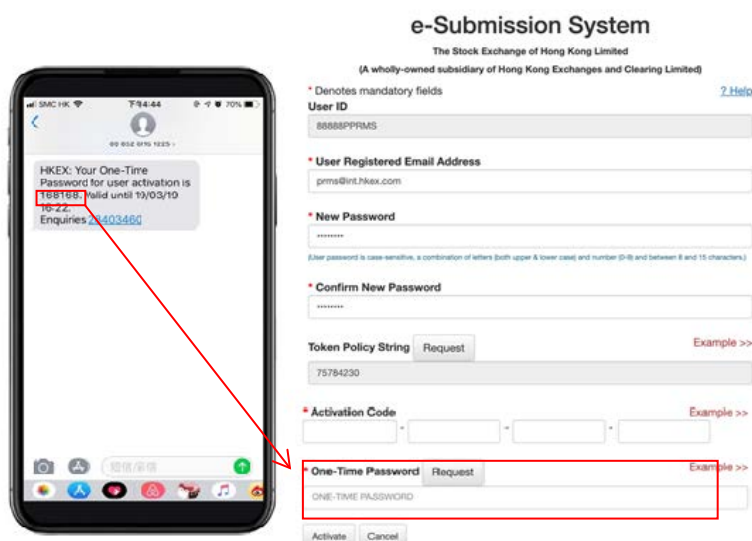 SMC HK
下午4:44
70%
HKEX: Your One-Time
Password for user activation is
168168. Valid until 19/03/19
16:22.
Enquiries 28403460
短信/彩信
e-Submission System
The Stock Exchange of Hong Kong Limited
(A wholly-owned subsidiary of Hong Kong Exchanges and Clearing Limited)
* Denotes mandatory fields
? Help
User ID
88888PPRMS
* User Registered Email Address
prms@int.hkex.com
* New Password
········
(User password is case-sensitive, a combination of letters (both upper & lower case) and number (0-9) and between 8 and 15 characters.)
* Confirm New Password
········
Token Policy String Request
Example >>
75784230
* Activation Code
Example >>
- - -
* One-Time Password Request
Example >>
ONE-TIME PASSWORD
Activate Cancel